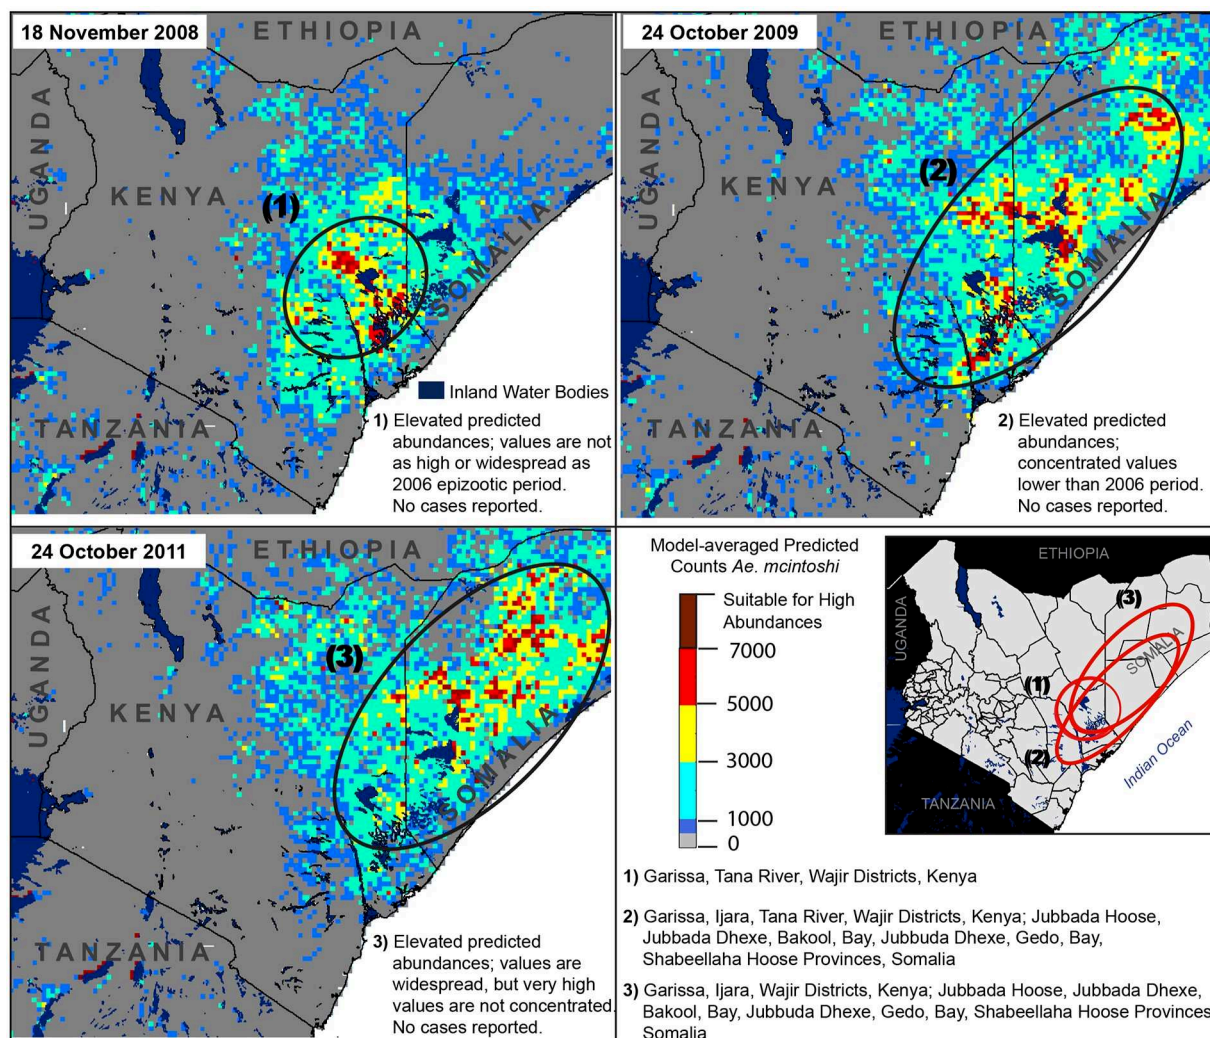 18 November 2008
ETHIOPIA
UGANDA
KENYA
(1)
SOMALIA
Inland Water Bodies
TANZANIA
1) Elevated predicted
abundances; values are not
as high or widespread as
2006 epizootic period.
No cases reported.
24 October 2009
ETHIOPIA
UGANDA
KENYA
(2)
SOMALIA
TANZANIA
2) Elevated predicted
abundances;
concentrated values
lower than 2006 period.
No cases reported.
24 October 2011
ETHIOPIA
UGANDA
KENYA
(3)
SOMALIA
TANZANIA
3) Elevated predicted
abundances; values are
widespread, but very high
values are not concentrated.
No cases reported.
Model-averaged Predicted
Counts Ae. mcintoshi
Suitable for High
Abundances
7000
5000
3000
1000
0
ETHIOPIA
UGANDA
(3)
SOMALIA
(1)
(2)
Indian Ocean
TANZANIA
1) Garissa, Tana River, Wajir Districts, Kenya
2) Garissa, Ijara, Tana River, Wajir Districts, Kenya; Jubbada Hoose,
Jubbada Dhexe, Bakool, Bay, Jubbuda Dhexe, Gedo, Bay,
Shabeellaha Hoose Provinces, Somalia
3) Garissa, Ijara, Wajir Districts, Kenya; Jubbada Hoose, Jubbada Dhexe,
Bakool, Bay, Jubbuda Dhexe, Gedo, Bay, Shabeellaha Hoose Provinces
Somalia